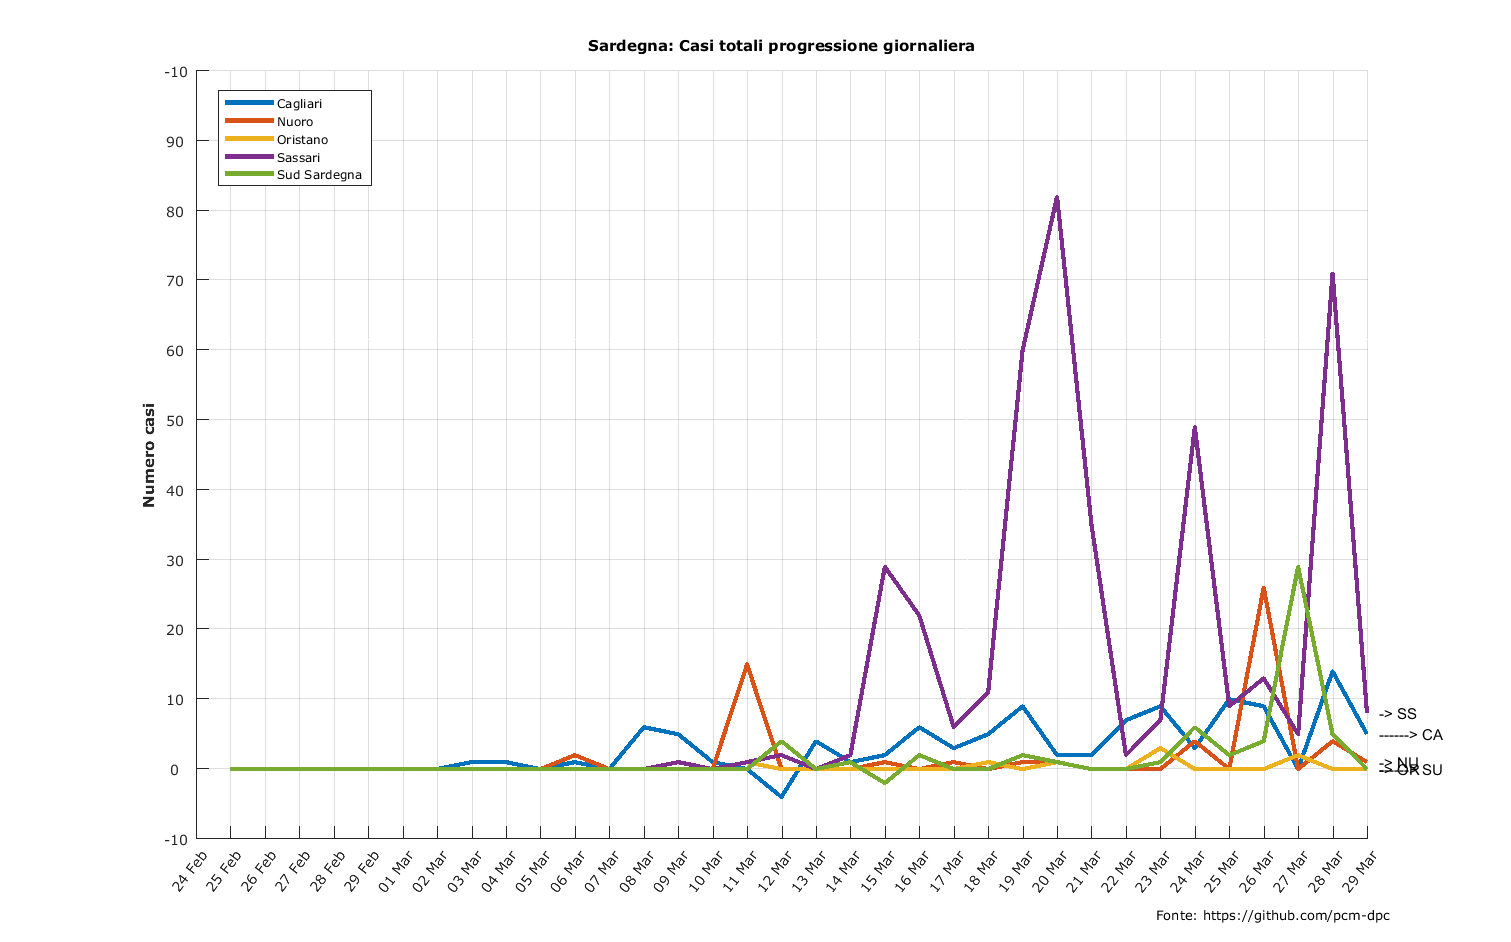 Sardegna: Casi totali progressione giornaliera
-10
90
80
70
60
50
40
30
20
10
0
-10
Numero casi
Cagliari
Nuoro
Oristano
Sassari
Sud Sardegna
-> SS
------> CA
-> NU
-> OR
------> SU
24 Feb
25 Feb
26 Feb
27 Feb
28 Feb
29 Feb
01 Mar
02 Mar
03 Mar
04 Mar
05 Mar
06 Mar
07 Mar
08 Mar
09 Mar
10 Mar
11 Mar
12 Mar
13 Mar
14 Mar
15 Mar
16 Mar
17 Mar
18 Mar
19 Mar
20 Mar
21 Mar
22 Mar
23 Mar
24 Mar
25 Mar
26 Mar
27 Mar
28 Mar
29 Mar
Fonte: https://github.com/pcm-dpc